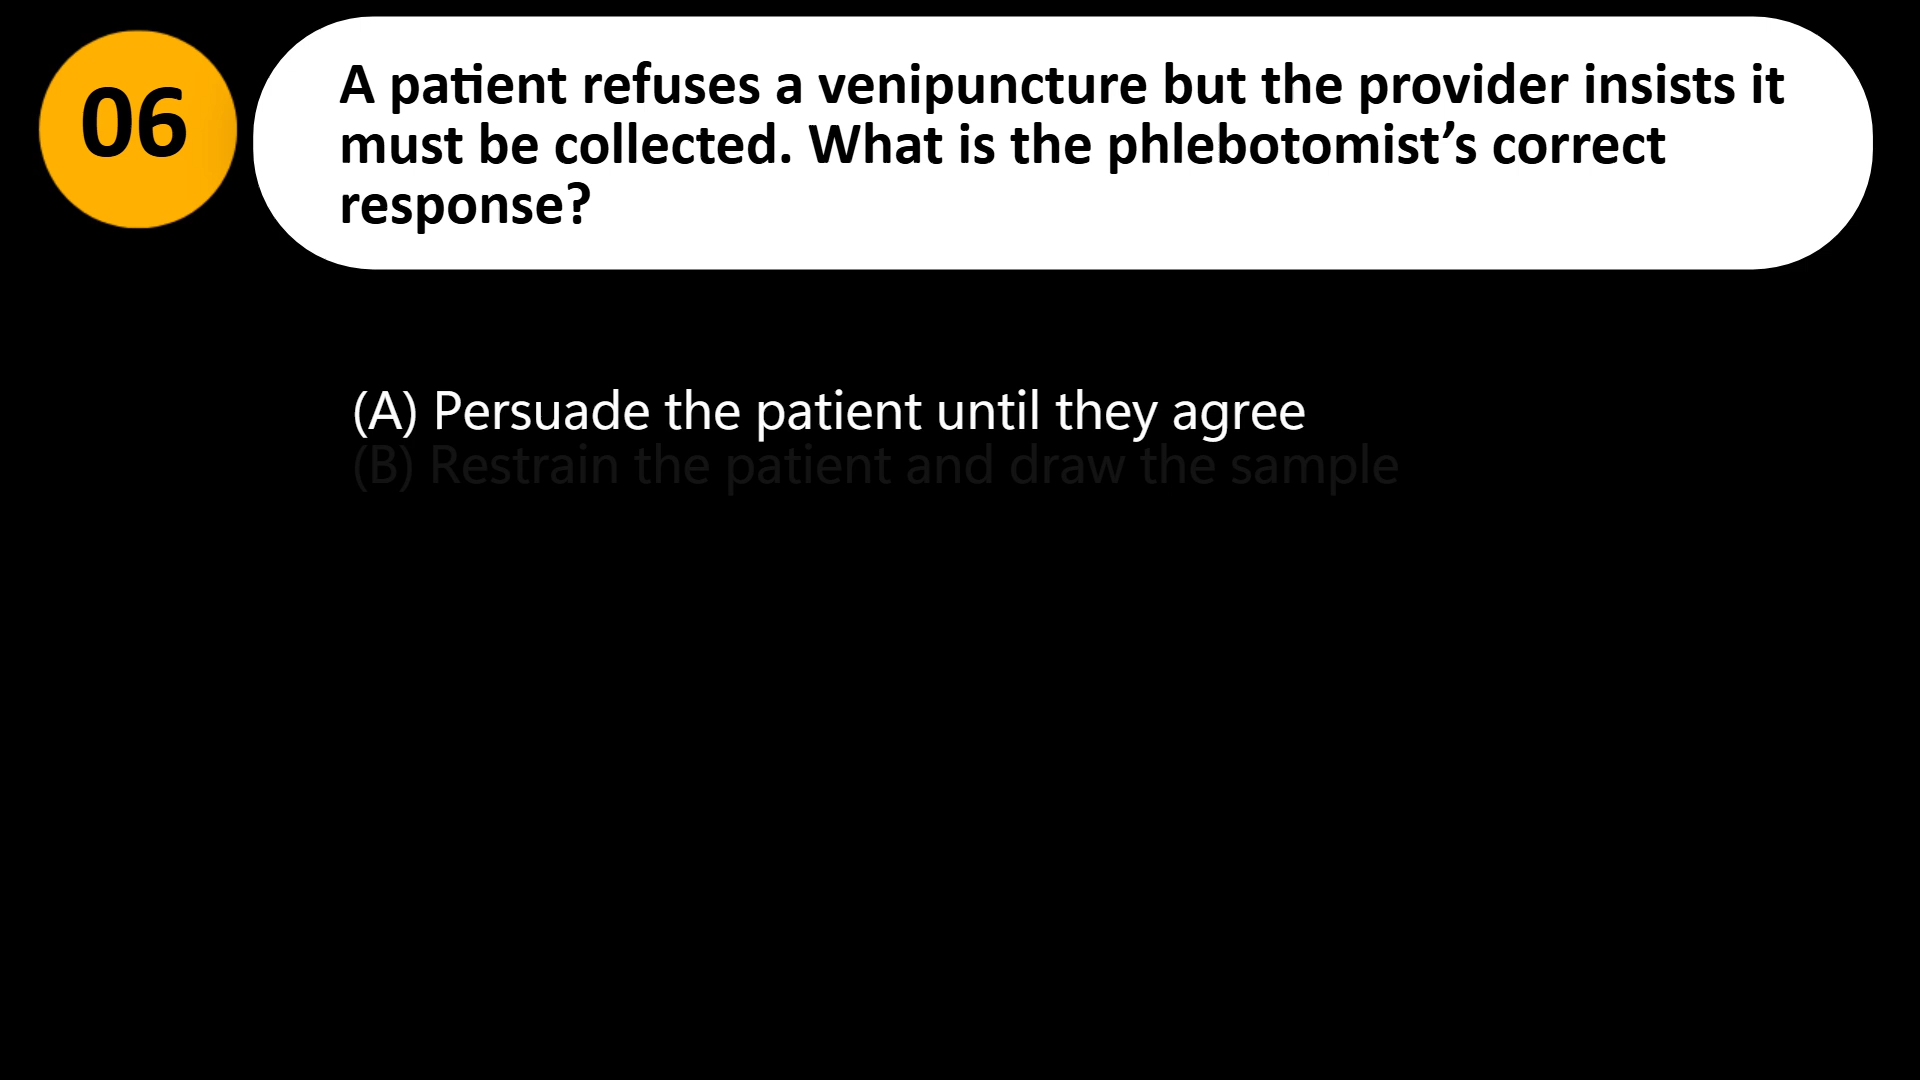 06
A patient refuses a venipuncture but the provider insists it
must be collected. What is the phlebotomist’s correct
response?
(A) Persuade the patient until they agree
(B) Restrain the patient and draw the sample